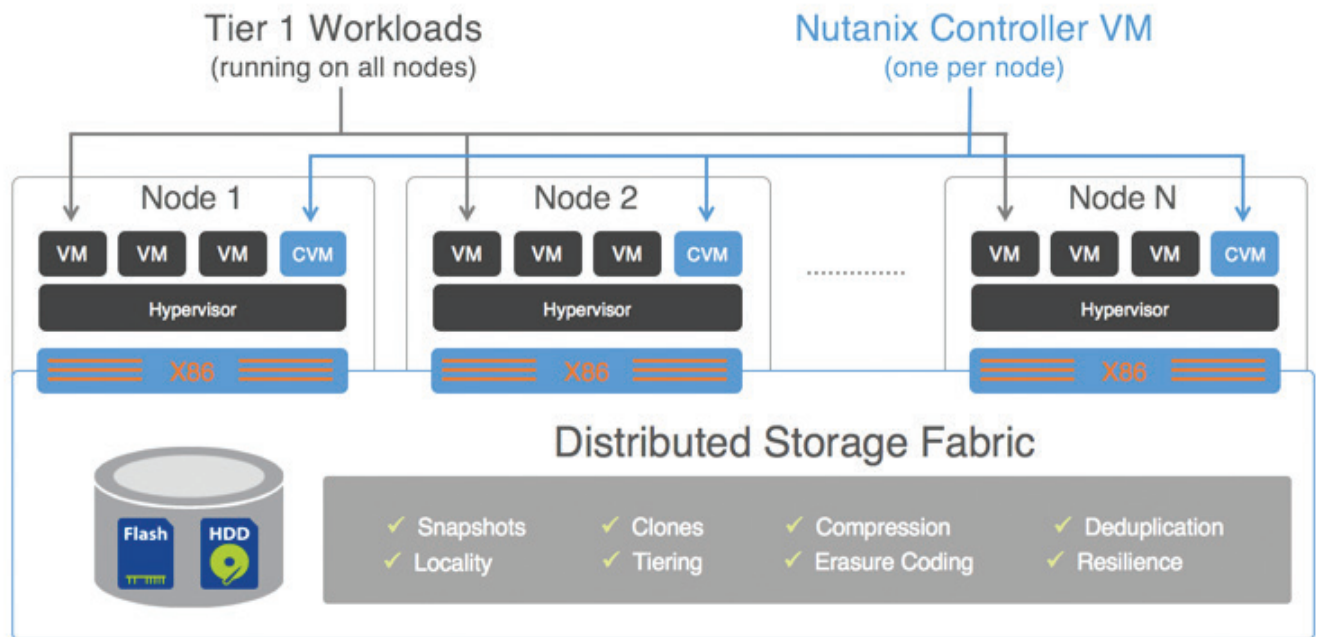 Tier 1 Workloads
(running on all nodes)
Nutanix Controller VM
(one per node)
Node 1
Node 2
Node N
VM VM VM CVM
VM VM VM CVM
VM VM VM CVM
Hypervisor
Hypervisor
Hypervisor
X86
X86
X86
Distributed Storage Fabric
Flash
HDD
✓ Snapshots ✓ Clones ✓ Compression ✓ Deduplication
✓ Locality ✓ Tiering ✓ Erasure Coding ✓ Resilience